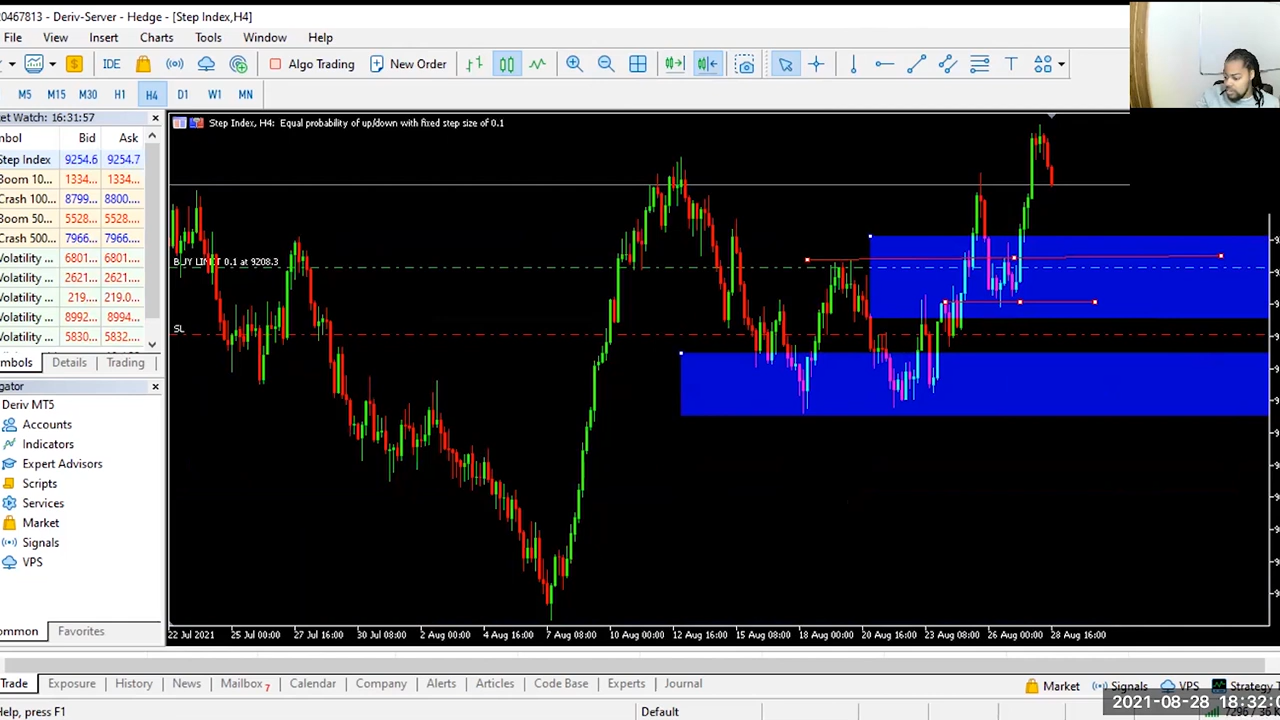 20467813 - Deriv-Server - Hedge - [Step Index,H4]
File View Insert Charts Tools Window Help
IDE Algo Trading New Order
M5 M15 M30 H1 H4 D1 W1 MN
ket Watch: 16:31:57
mbol Bid Ask
Step Index 9254.6 9254.7
Boom 10... 1334... 1334...
Crash 100... 8799... 8800...
Boom 50... 5528... 5528...
Crash 500... 7966... 7966...
Volatility ... 6801... 6801...
Volatility ... 2621... 2621...
Volatility ... 219.0... 219...
Volatility ... 8992... 8994...
Volatility ... 5830... 5832...
mbols Details Trading
gator
Deriv MT5
Accounts
Indicators
Expert Advisors
Scripts
Services
Market
Signals
VPS
ommon Favorites
Step Index, H4: Equal probability of up/down with fixed step size of 0.1
BUY LIMIT 0.1 at 9208.3
SL
22 Jul 2021 25 Jul 00:00 27 Jul 16:00 30 Jul 08:00 2 Aug 00:00 4 Aug 16:00 7 Aug 08:00 10 Aug 00:00 12 Aug 16:00 15 Aug 08:00 18 Aug 00:00 20 Aug 16:00 23 Aug 08:00 26 Aug 00:00 28 Aug 16:00
Trade Exposure History News Mailbox 7 Calendar Company Alerts Articles Code Base Experts Journal
Market Signals VPS Strategy T
Help, press F1 Default
2021-08-28 18:32:0